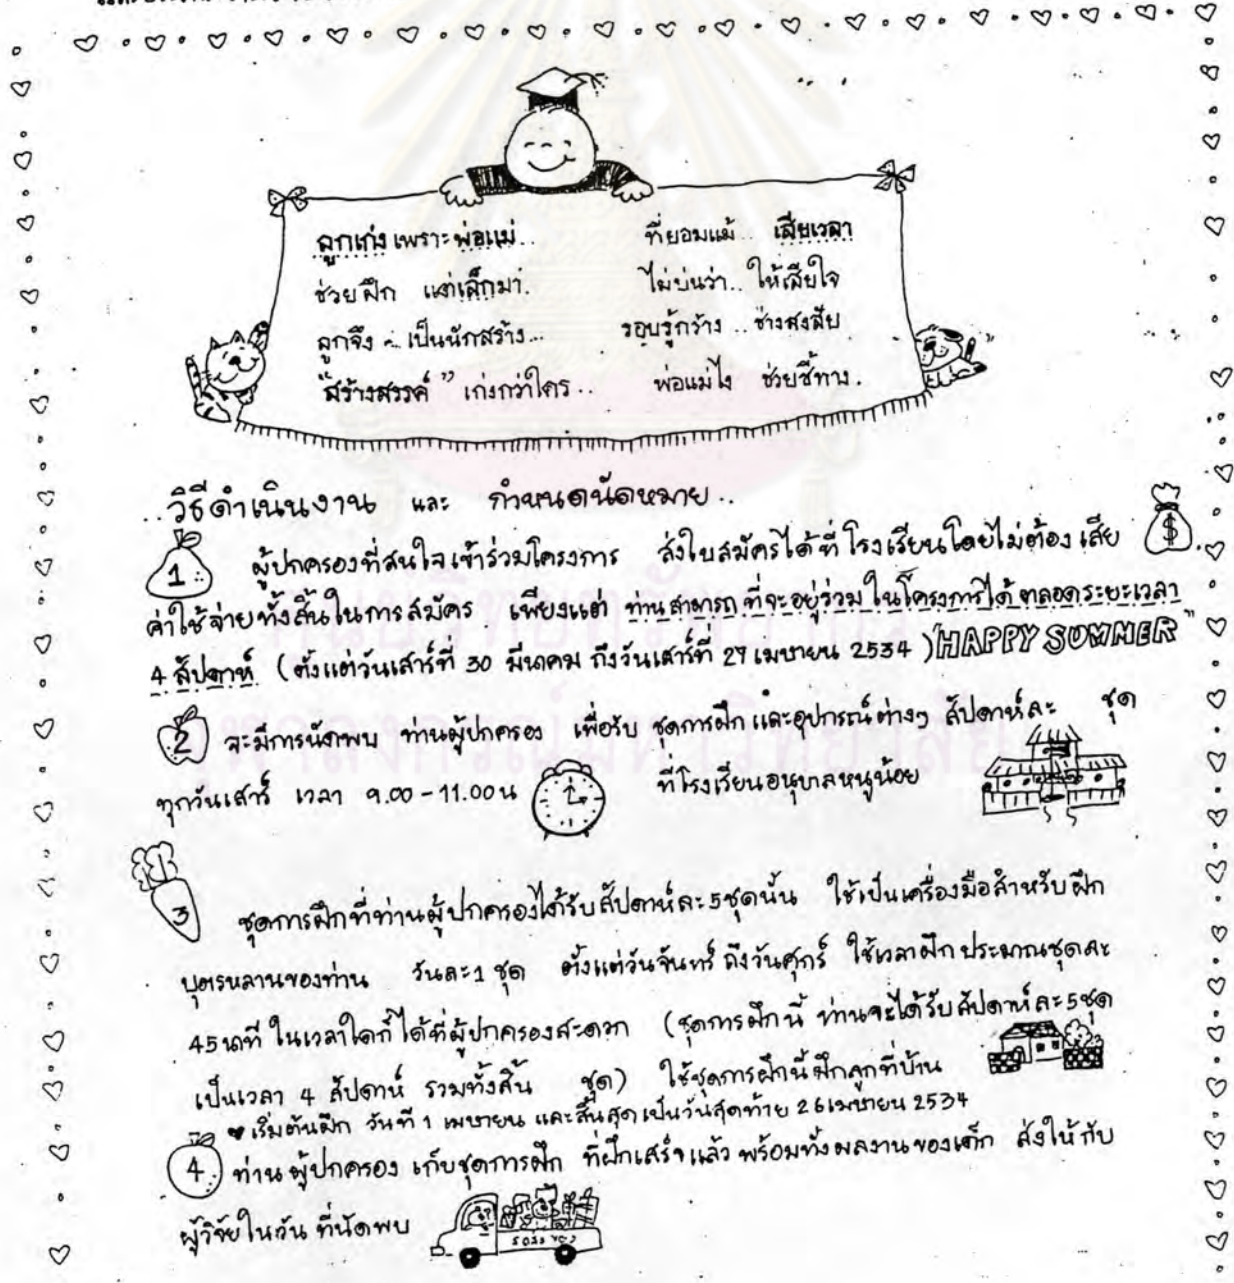 ลูกเก่ง เพราะพ่อแม่.. ที่ยอมแม้.. เสียเวลา
ช่วยฝึก แต่เล็กมา. ไม่บ่นว่า.. ให้เสียใจ
ลูกจึง ~ เป็นนักสร้าง... รอบรู้กว้าง .. ช่างสงสัย
"สร้างสรรค์" เก่งกว่าใคร.. พ่อแม่ไง ช่วยชี้ทาง.
..วิธีดำเนินงาน และ กำหนดนัดหมาย..
1 ผู้ปกครองที่สนใจเข้าร่วมโครงการ ส่งใบสมัครได้ที่โรงเรียนโดยไม่ต้องเสีย $
ค่าใช้จ่ายทั้งสิ้นในการสมัคร เพียงแต่ ท่านสามารถที่จะอยู่ร่วมในโครงการได้ตลอดระยะเวลา
4 สัปดาห์ (ตั้งแต่วันเสาร์ที่ 30 มีนาคม ถึงวันเสาร์ที่ 27 เมษายน 2534) "HAPPY SUMMER"
2 จะมีการนัดพบ ท่านผู้ปกครอง เพื่อรับ ชุดการฝึก และอุปกรณ์ต่างๆ สัปดาห์ละ ชุด
ทุกวันเสาร์ เวลา 9.00-11.00น ที่โรงเรียนอนุบาลหนูน้อย
3 ชุดการฝึกที่ท่านผู้ปกครองได้รับสัปดาห์ละ 5 ชุดนั้น ใช้เป็นเครื่องมือสำหรับฝึก
บุตรหลานของท่าน วันละ 1 ชุด ตั้งแต่วันจันทร์ ถึงวันศุกร์ ใช้เวลาฝึกประมาณชุดละ
45 นาที ในเวลาใดก็ได้ที่ผู้ปกครองสะดวก (ชุดการฝึกนี้ ท่านจะได้รับสัปดาห์ละ 5 ชุด
เป็นเวลา 4 สัปดาห์ รวมทั้งสิ้น ชุด) ใช้ชุดการฝึกนี้ฝึกลูกที่บ้าน
เริ่มต้นฝึก วันที่ 1 เมษายน และสิ้นสุดเป็นวันสุดท้าย 26 เมษายน 2534
4 ท่านผู้ปกครอง เก็บชุดการฝึก ที่ฝึกเสร็จแล้ว พร้อมทั้งผลงานของเด็ก ส่งให้กับ
ผู้วิจัยในวัน ที่นัดพบ